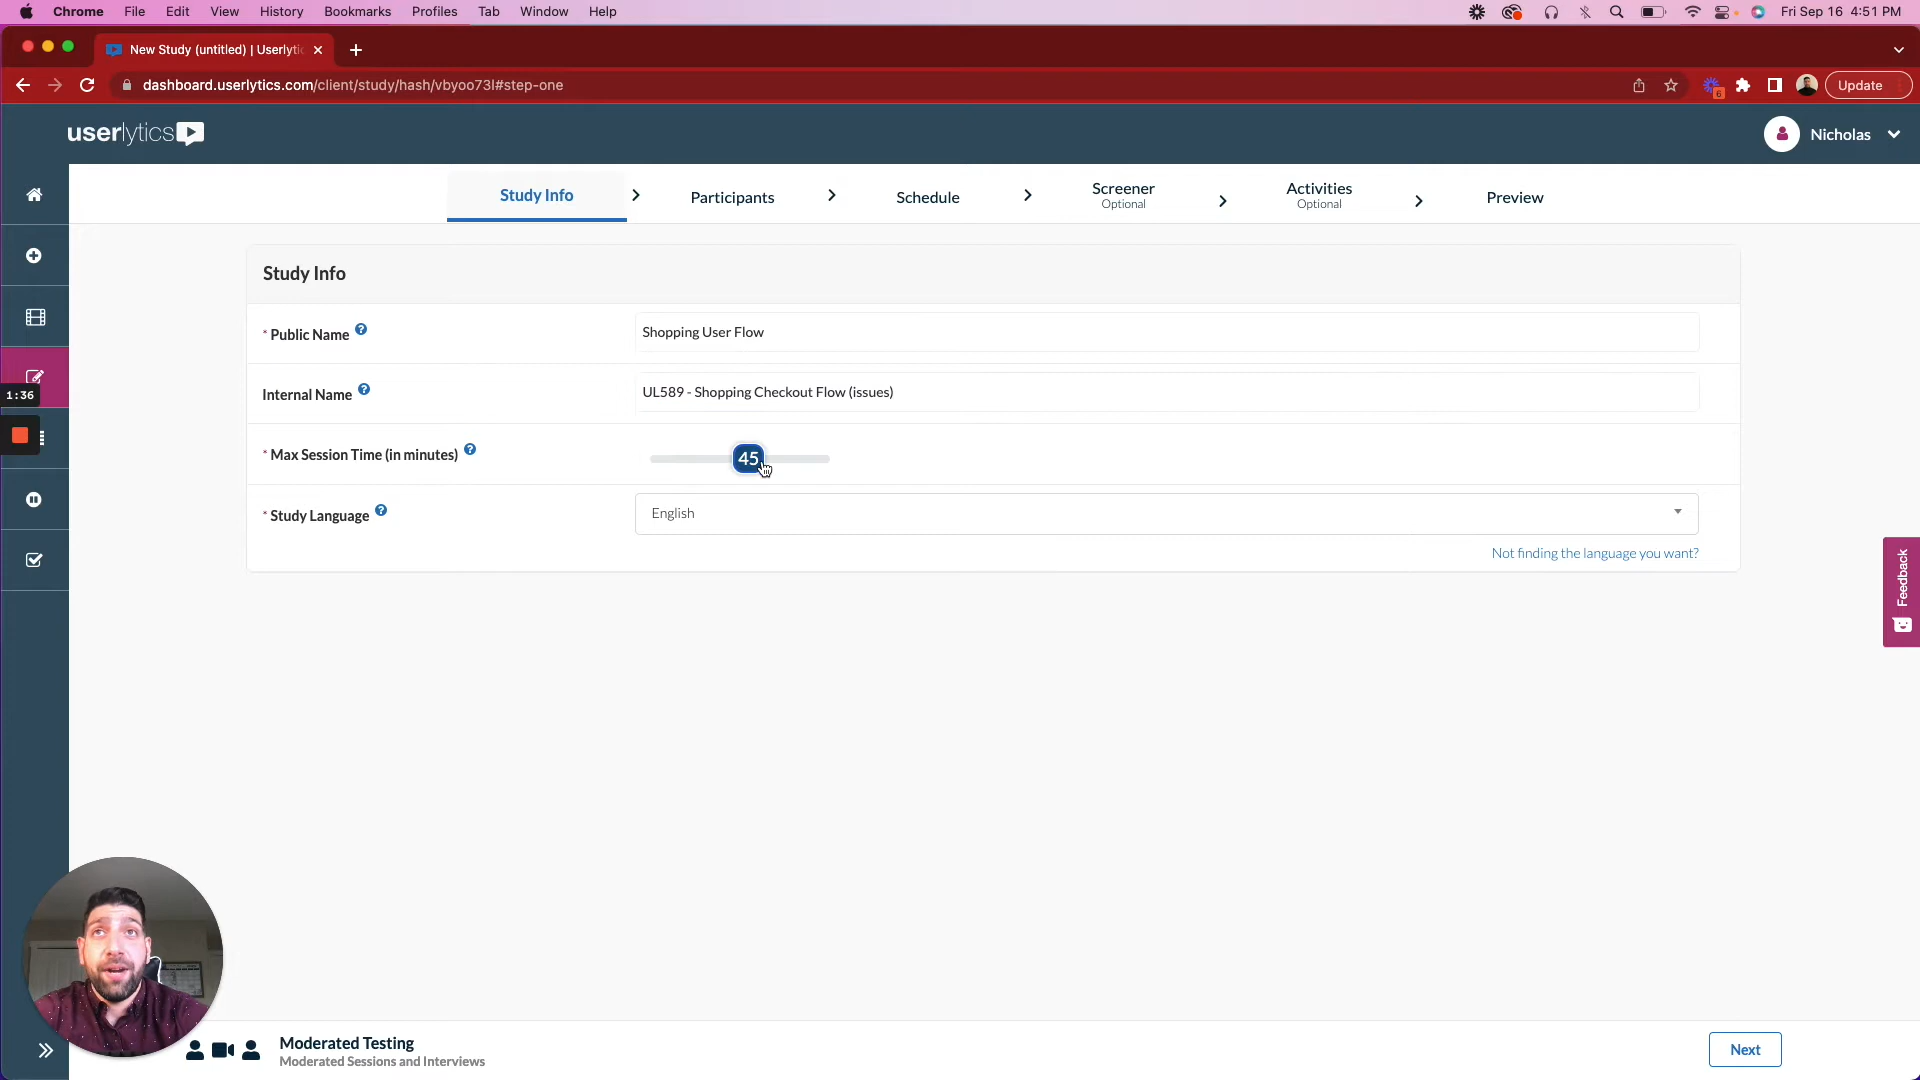 Chrome File Edit View History Bookmarks Profiles Tab Window Help Fri Sep 16 4:51 PM
New Study (untitled) | Userlytic
dashboard.userlytics.com/client/study/hash/vbyoo73l#step-one
6
Update
userlytics
Nicholas
Study Info
Participants
Schedule
Screener
Optional
Activities
Optional
Preview
Study Info
* Public Name ?
Shopping User Flow
Internal Name ?
UL589 - Shopping Checkout Flow (issues)
1:36
* Max Session Time (in minutes) ?
45
* Study Language ?
English
Not finding the language you want?
Feedback
Moderated Testing
Moderated Sessions and Interviews
Next